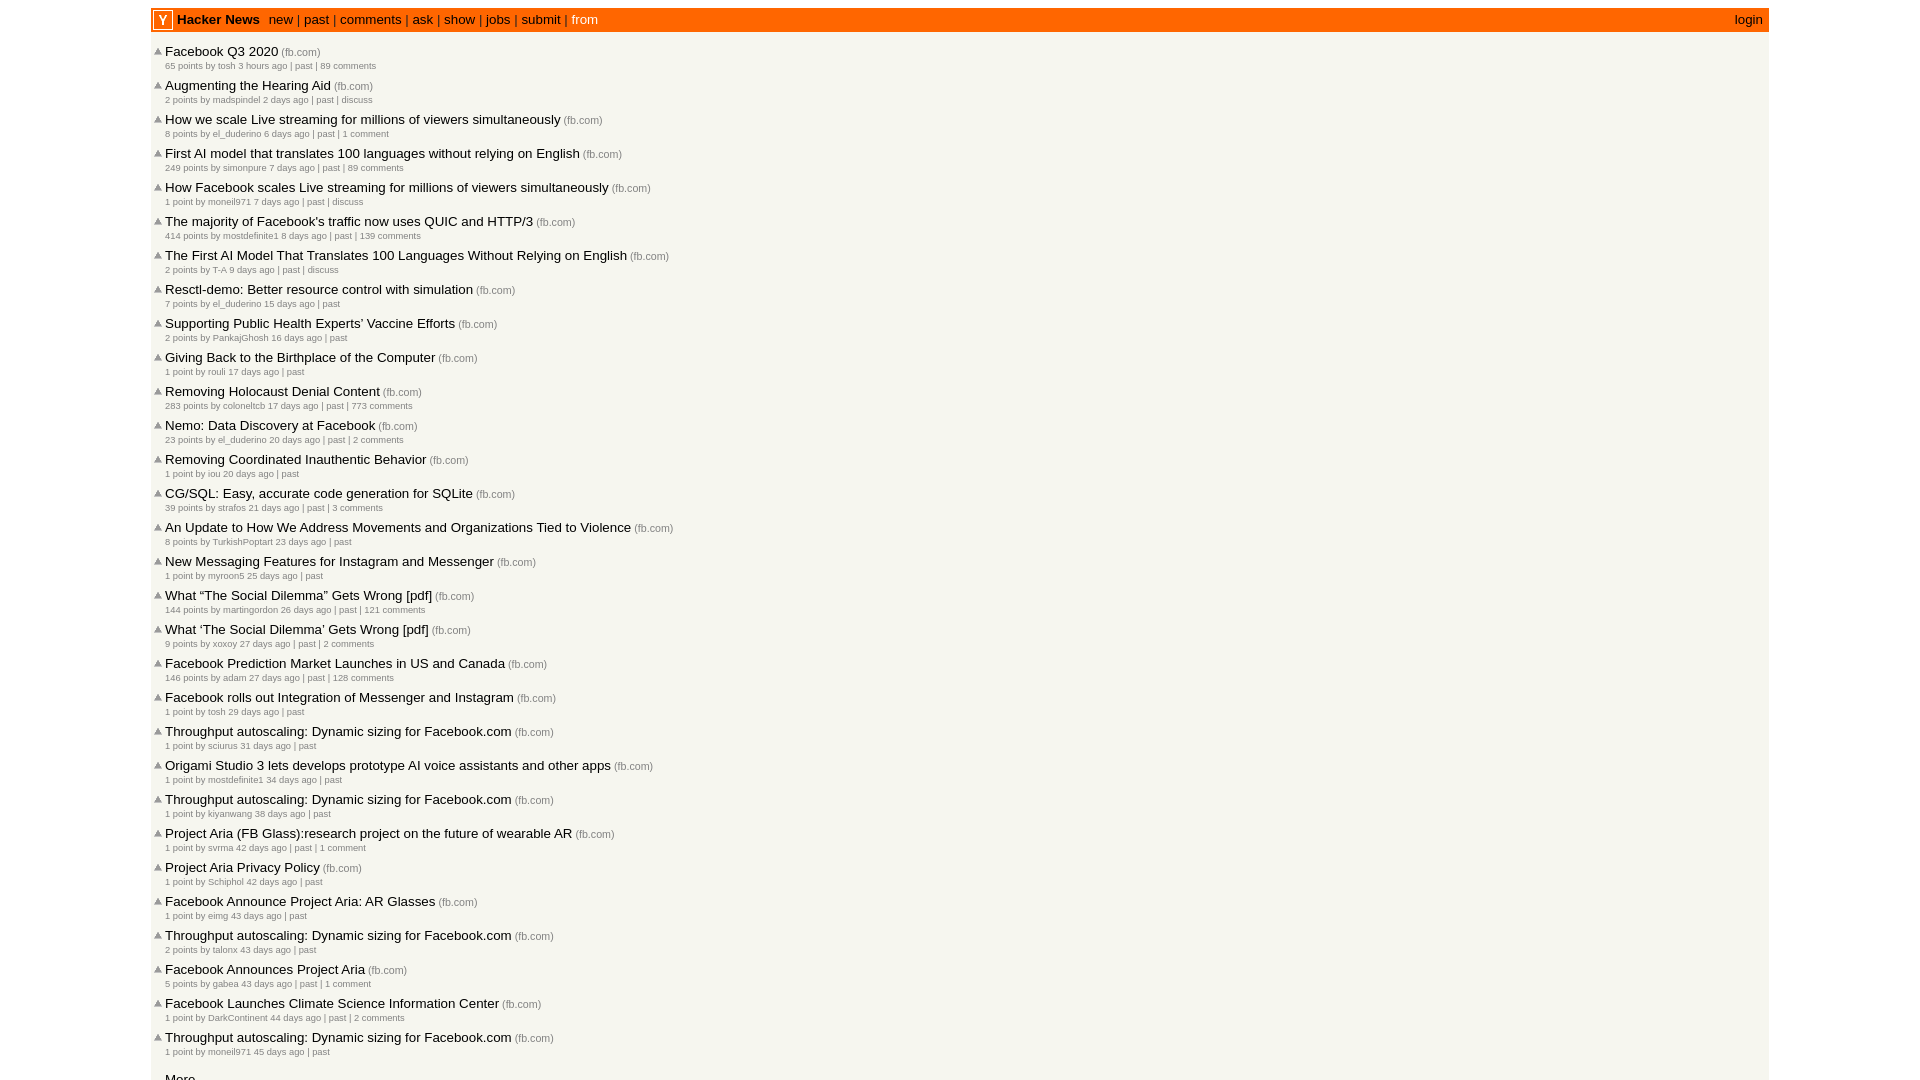 Y Hacker News new | past | comments | ask | show | jobs | submit | from login
Facebook Q3 2020 (fb.com)
65 points by tosh 3 hours ago | past | 89 comments
Augmenting the Hearing Aid (fb.com)
2 points by madspindel 2 days ago | past | discuss
How we scale Live streaming for millions of viewers simultaneously (fb.com)
8 points by el_duderino 6 days ago | past | 1 comment
First AI model that translates 100 languages without relying on English (fb.com)
249 points by simonpure 7 days ago | past | 89 comments
How Facebook scales Live streaming for millions of viewers simultaneously (fb.com)
1 point by moneil971 7 days ago | past | discuss
The majority of Facebook's traffic now uses QUIC and HTTP/3 (fb.com)
414 points by mostdefinite1 8 days ago | past | 139 comments
The First AI Model That Translates 100 Languages Without Relying on English (fb.com)
2 points by T-A 9 days ago | past | discuss
Resctl-demo: Better resource control with simulation (fb.com)
7 points by el_duderino 15 days ago | past
Supporting Public Health Experts’ Vaccine Efforts (fb.com)
2 points by PankajGhosh 16 days ago | past
Giving Back to the Birthplace of the Computer (fb.com)
1 point by rouli 17 days ago | past
Removing Holocaust Denial Content (fb.com)
283 points by coloneltcb 17 days ago | past | 773 comments
Nemo: Data Discovery at Facebook (fb.com)
23 points by el_duderino 20 days ago | past | 2 comments
Removing Coordinated Inauthentic Behavior (fb.com)
1 point by iou 20 days ago | past
CG/SQL: Easy, accurate code generation for SQLite (fb.com)
39 points by strafos 21 days ago | past | 3 comments
An Update to How We Address Movements and Organizations Tied to Violence (fb.com)
8 points by TurkishPoptart 23 days ago | past
New Messaging Features for Instagram and Messenger (fb.com)
1 point by myroon5 25 days ago | past
What “The Social Dilemma” Gets Wrong [pdf] (fb.com)
144 points by martingordon 26 days ago | past | 121 comments
What ‘The Social Dilemma’ Gets Wrong [pdf] (fb.com)
9 points by xoxoy 27 days ago | past | 2 comments
Facebook Prediction Market Launches in US and Canada (fb.com)
146 points by adam 27 days ago | past | 128 comments
Facebook rolls out Integration of Messenger and Instagram (fb.com)
1 point by tosh 29 days ago | past
Throughput autoscaling: Dynamic sizing for Facebook.com (fb.com)
1 point by sciurus 31 days ago | past
Origami Studio 3 lets develops prototype AI voice assistants and other apps (fb.com)
1 point by mostdefinite1 34 days ago | past
Throughput autoscaling: Dynamic sizing for Facebook.com (fb.com)
1 point by kiyanwang 38 days ago | past
Project Aria (FB Glass):research project on the future of wearable AR (fb.com)
1 point by svrma 42 days ago | past | 1 comment
Project Aria Privacy Policy (fb.com)
1 point by Schiphol 42 days ago | past
Facebook Announce Project Aria: AR Glasses (fb.com)
1 point by eimg 43 days ago | past
Throughput autoscaling: Dynamic sizing for Facebook.com (fb.com)
2 points by talonx 43 days ago | past
Facebook Announces Project Aria (fb.com)
5 points by gabea 43 days ago | past | 1 comment
Facebook Launches Climate Science Information Center (fb.com)
1 point by DarkContinent 44 days ago | past | 2 comments
Throughput autoscaling: Dynamic sizing for Facebook.com (fb.com)
1 point by moneil971 45 days ago | past
More